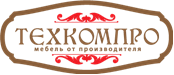 ТЕХКОМПРО
МЕБЕЛЬ ОТ ПРОИЗВОДИТЕЛЯ